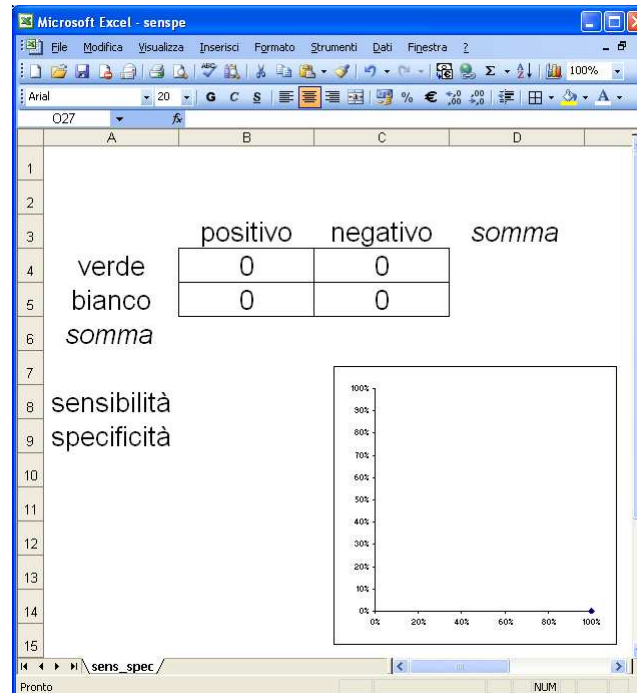 Microsoft Excel - senspe
File Modifica Visualizza Inserisci Formato Strumenti Dati Finestra ?
100%
Arial 20 G C S % €
O27 fx
A B C D
1
2
3 positivo negativo somma
4 verde 0 0
5 bianco 0 0
6 somma
7
8 sensibilità
9 specificità
10
11
12
13
14
15
100%
90%
80%
70%
60%
50%
40%
30%
20%
10%
0%
0% 20% 40% 60% 80% 100%
sens_spec
Pronto NUM